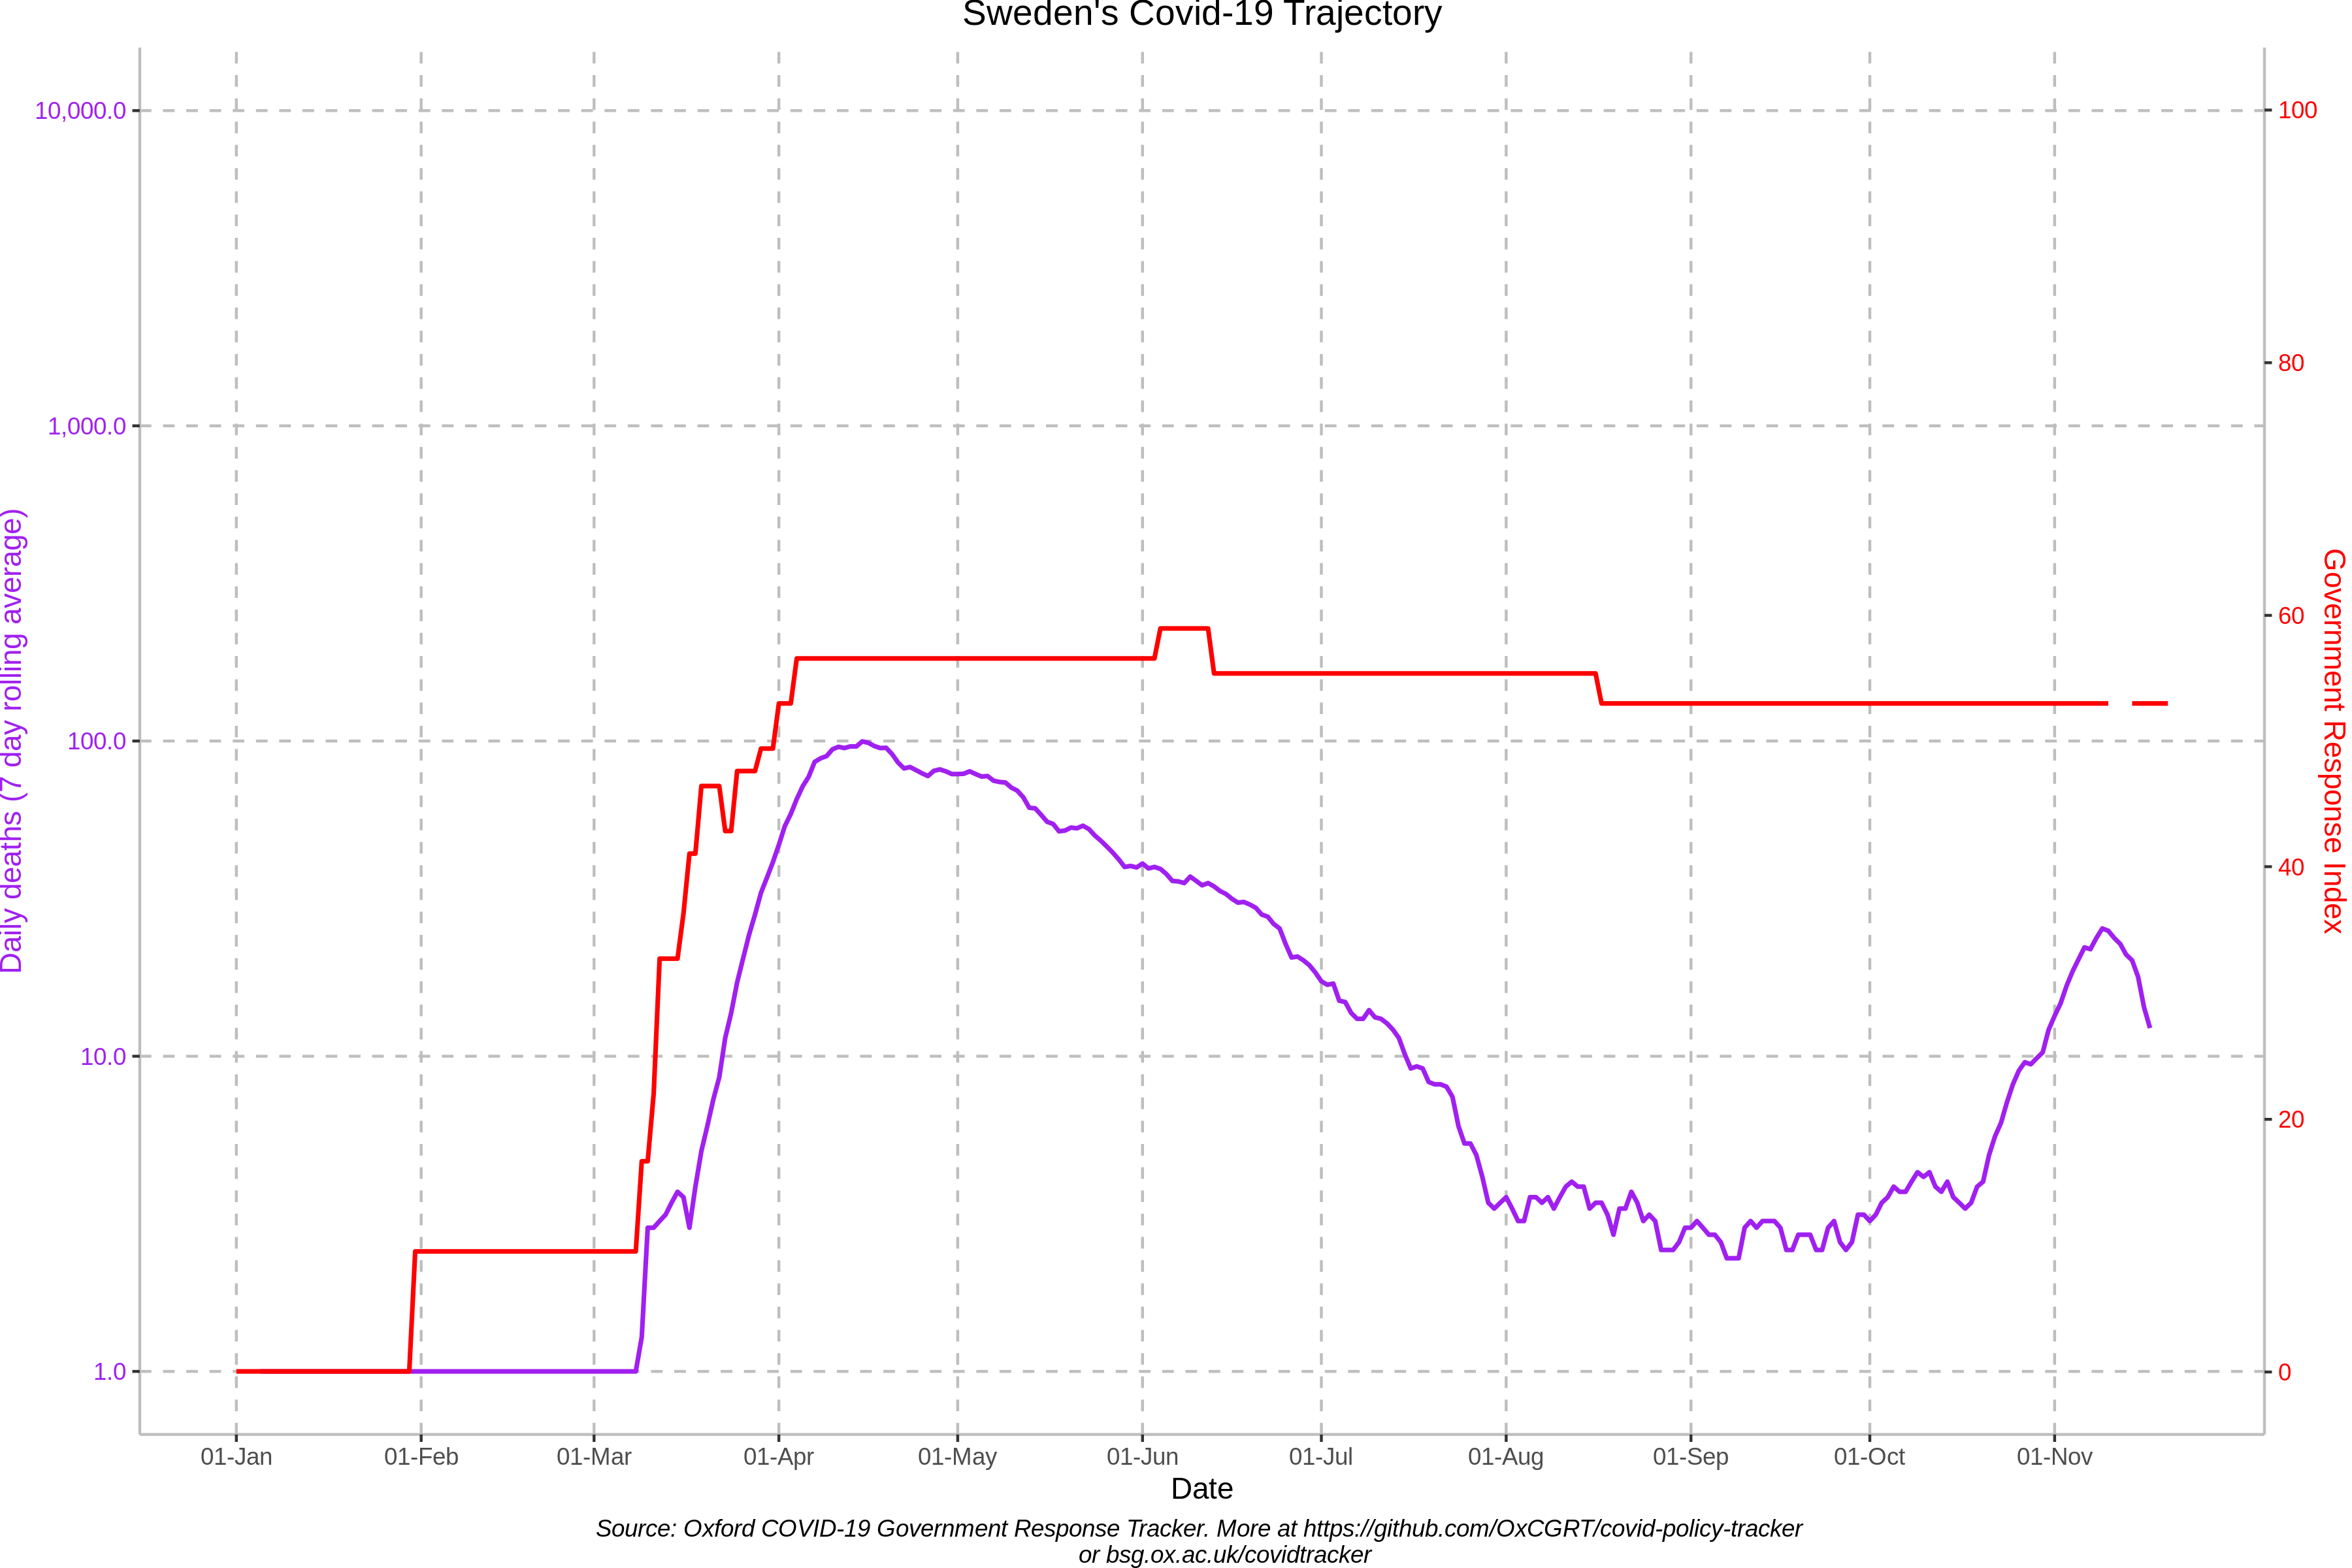 Sweden's Covid-19 Trajectory
10,000.0
1,000.0
100.0
10.0
1.0
Daily deaths (7 day rolling average)
100
80
60
40
20
0
Government Response Index
01-Jan 01-Feb 01-Mar 01-Apr 01-May 01-Jun 01-Jul 01-Aug 01-Sep 01-Oct 01-Nov
Date
Source: Oxford COVID-19 Government Response Tracker. More at https://github.com/OxCGRT/covid-policy-tracker
or bsg.ox.ac.uk/covidtracker